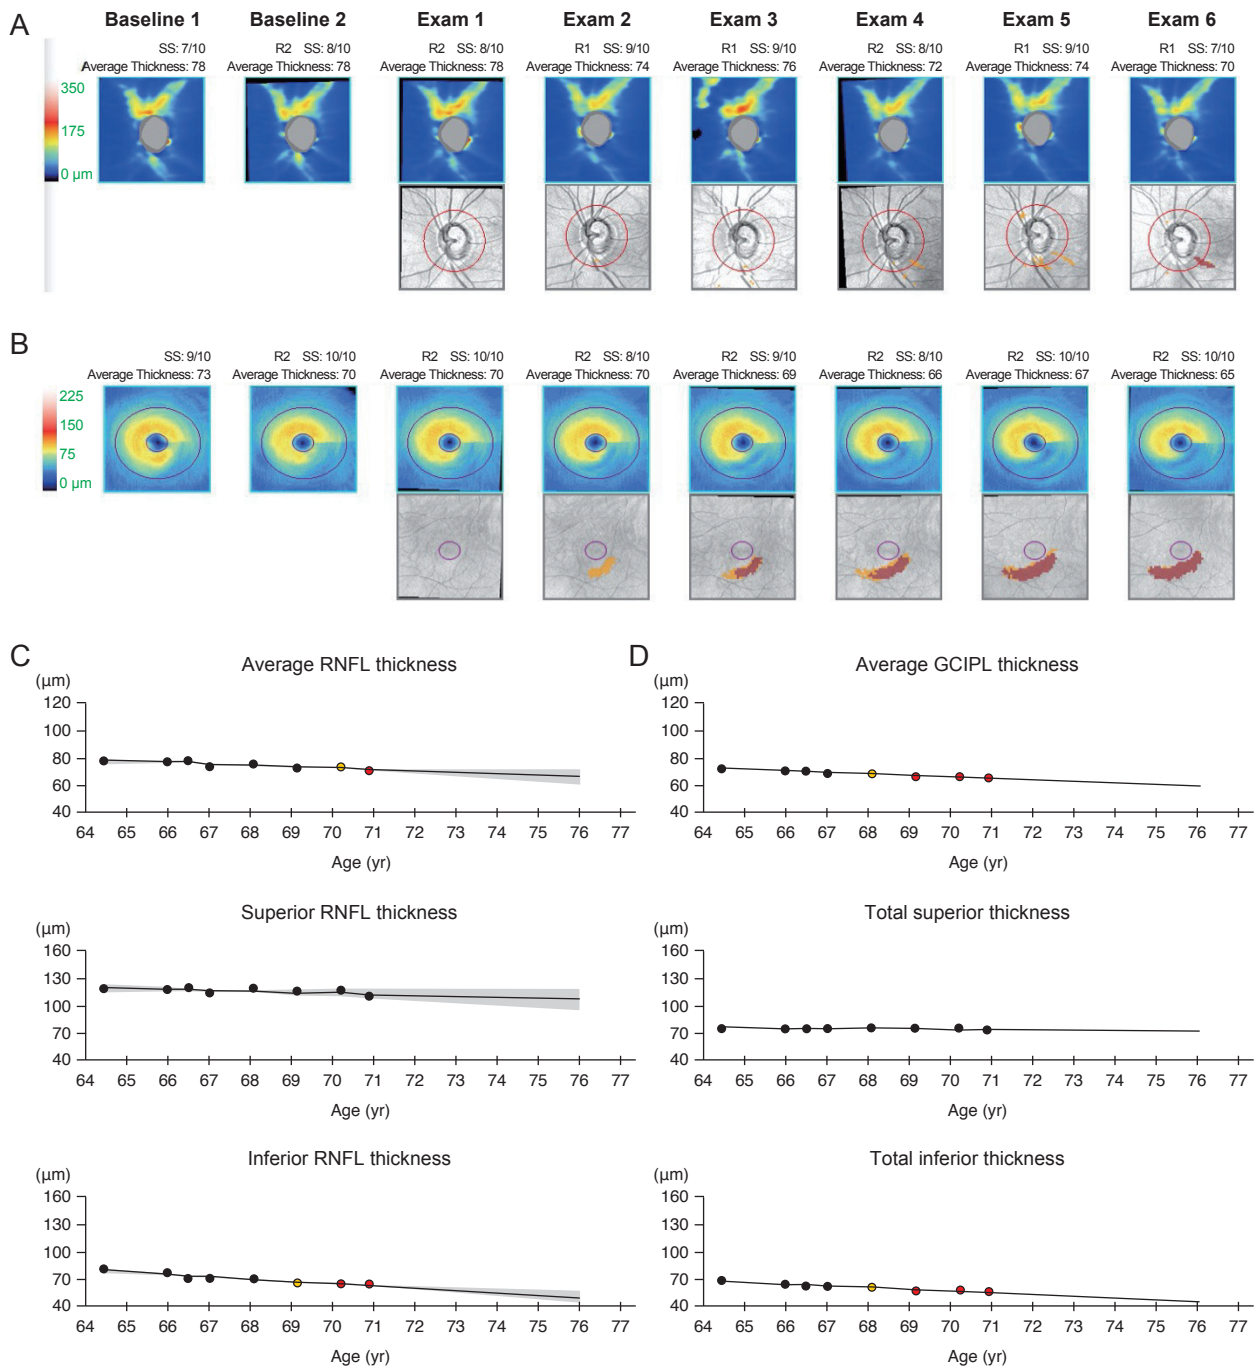 A
Baseline 1 Baseline 2 Exam 1 Exam 2 Exam 3 Exam 4 Exam 5 Exam 6
SS: 7/10 R2 SS: 8/10 R2 SS: 8/10 R1 SS: 9/10 R1 SS: 9/10 R2 SS: 8/10 R1 SS: 9/10 R1 SS: 7/10
Average Thickness: 78 Average Thickness: 78 Average Thickness: 78 Average Thickness: 74 Average Thickness: 76 Average Thickness: 72 Average Thickness: 74 Average Thickness: 70
350
175
0 µm
B
SS: 9/10 R2 SS: 10/10 R2 SS: 10/10 R2 SS: 8/10 R2 SS: 9/10 R2 SS: 8/10 R2 SS: 10/10 R2 SS: 10/10
Average Thickness: 73 Average Thickness: 70 Average Thickness: 70 Average Thickness: 70 Average Thickness: 69 Average Thickness: 66 Average Thickness: 67 Average Thickness: 65
225
150
75
0 µm
C
Average RNFL thickness
(µm)
120
100
80
60
40
64 65 66 67 68 69 70 71 72 73 74 75 76 77
Age (yr)
Superior RNFL thickness
(µm)
160
130
100
70
40
64 65 66 67 68 69 70 71 72 73 74 75 76 77
Age (yr)
Inferior RNFL thickness
(µm)
160
130
100
70
40
64 65 66 67 68 69 70 71 72 73 74 75 76 77
Age (yr)
D
Average GCIPL thickness
(µm)
120
100
80
60
40
64 65 66 67 68 69 70 71 72 73 74 75 76 77
Age (yr)
Total superior thickness
(µm)
160
130
100
70
40
64 65 66 67 68 69 70 71 72 73 74 75 76 77
Age (yr)
Total inferior thickness
(µm)
160
130
100
70
40
64 65 66 67 68 69 70 71 72 73 74 75 76 77
Age (yr)